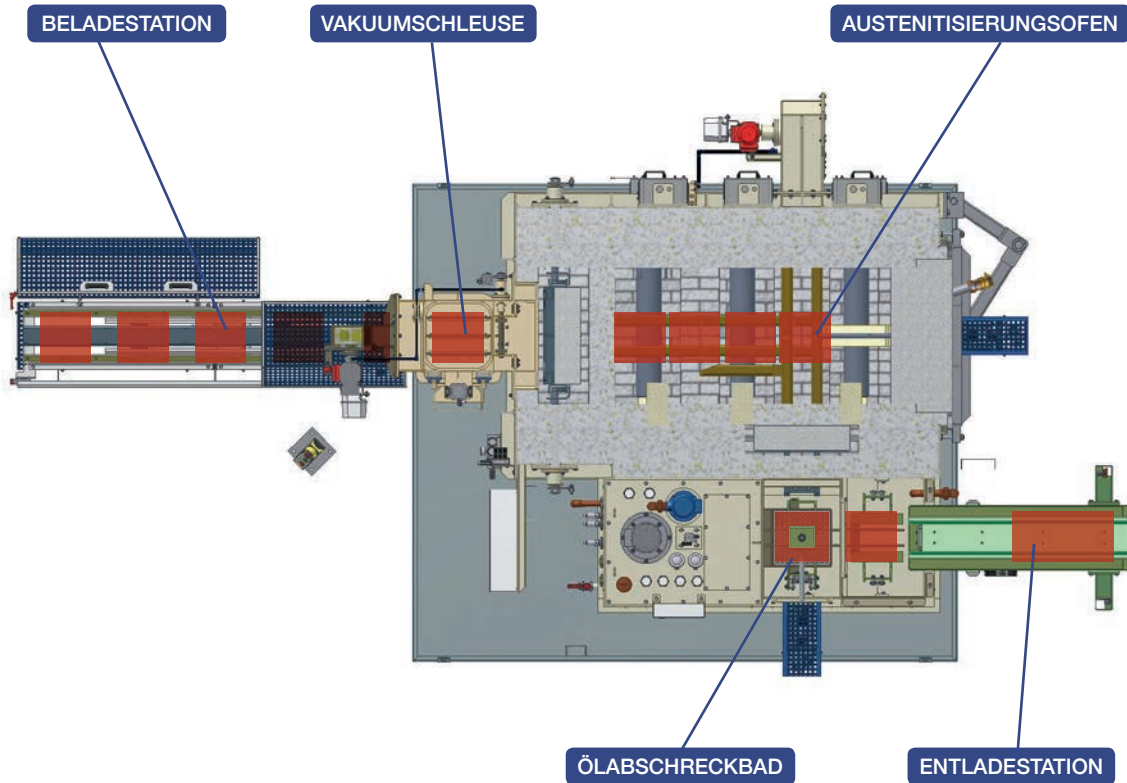 BELADESTATION
VAKUUMSCHLEUSE
AUSTENITISIERUNGSOFEN
ÖLABSCHRECKBAD
ENTLADESTATION